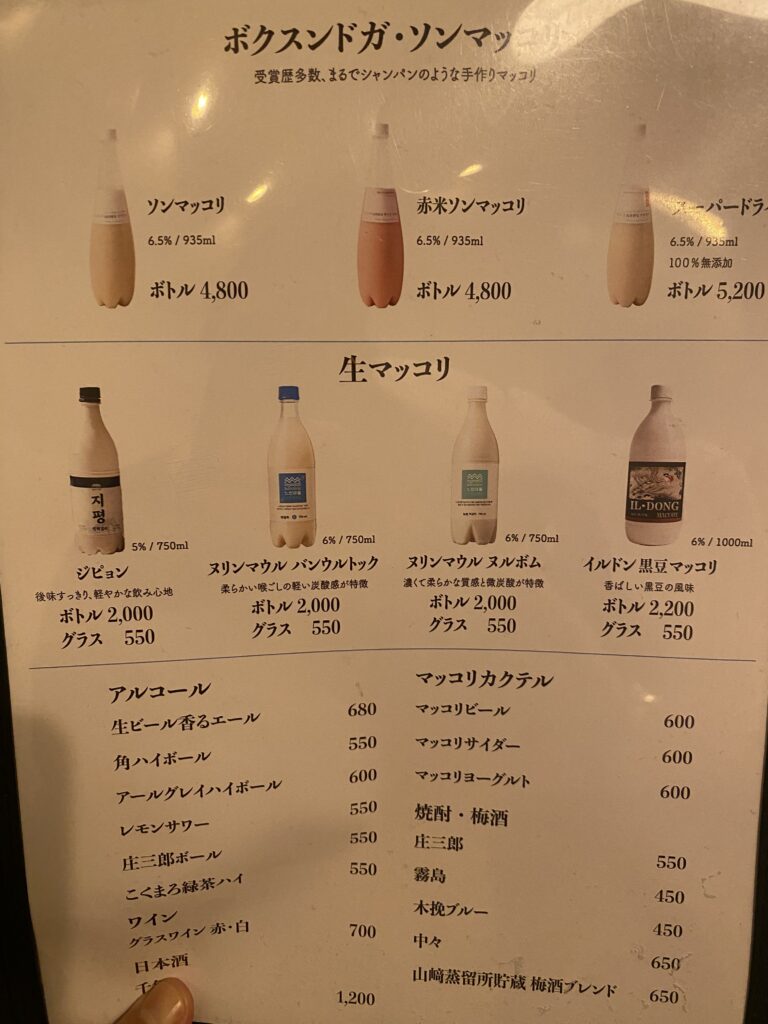 ボクスンドガ・ソンマッコリ
受賞歴多数、まるでシャンパンのような手作りマッコリ
ソンマッコリ
6.5% / 935ml
ボトル 4,800
赤米ソンマッコリ
6.5% / 935ml
ボトル 4,800
ーパードラ
6.5% / 935ml
100%無添加
ボトル 5,200
生マッコリ
지평
IL·DONG
5% / 750ml
6% / 750ml
6% / 750ml
6% / 1000ml
ジピョン
後味すっきり、軽やかな飲み心地
ボトル 2,000
グラス 550
ヌリンマウル バンウルトック
柔らかい喉ごしの軽い炭酸感が特徴
ボトル 2,000
グラス 550
ヌリンマウル ヌルボム
濃くて柔らかな質感と微炭酸が特徴
ボトル 2,000
グラス 550
イルドン 黒豆マッコリ
香ばしい黒豆の風味
ボトル 2,200
グラス 550
アルコール
生ビール香るエール 680
角ハイボール 550
アールグレイハイボール 600
レモンサワー 550
庄三郎ボール 550
こくまろ緑茶ハイ 550
ワイン
グラスワイン 赤・白 700
日本酒
1,200
マッコリカクテル
マッコリビール 600
マッコリサイダー 600
マッコリヨーグルト 600
焼酎・梅酒
庄三郎 550
霧島 450
木挽ブルー 450
中々 650
山﨑蒸留所貯蔵 梅酒ブレンド 650